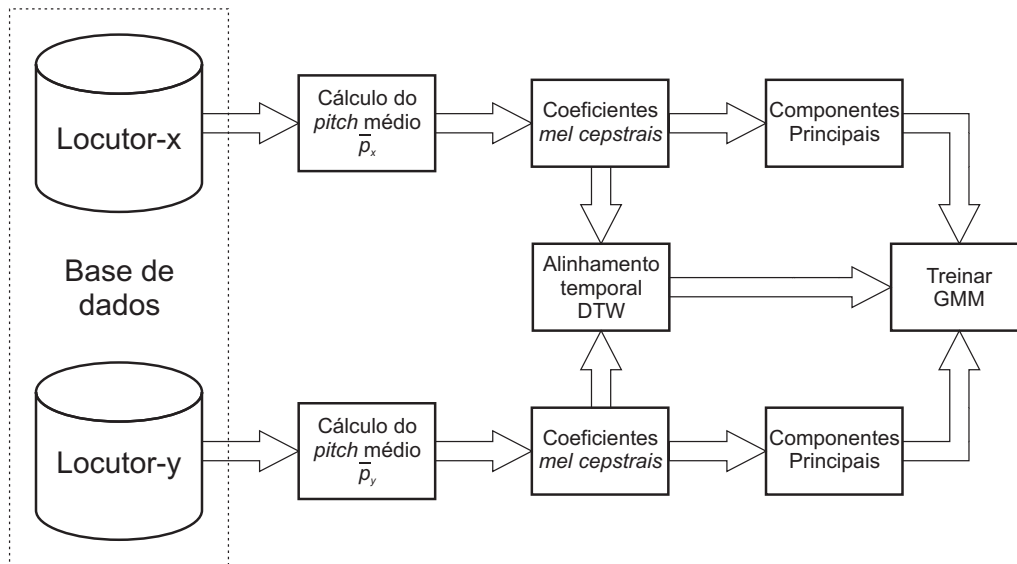 Locutor-x
Cálculo do
pitch médio
p̅ₓ
Coeficientes
mel cepstrais
Componentes
Principais
Base de
dados
Alinhamento
temporal
DTW
Treinar
GMM
Locutor-y
Cálculo do
pitch médio
p̅_y
Coeficientes
mel cepstrais
Componentes
Principais